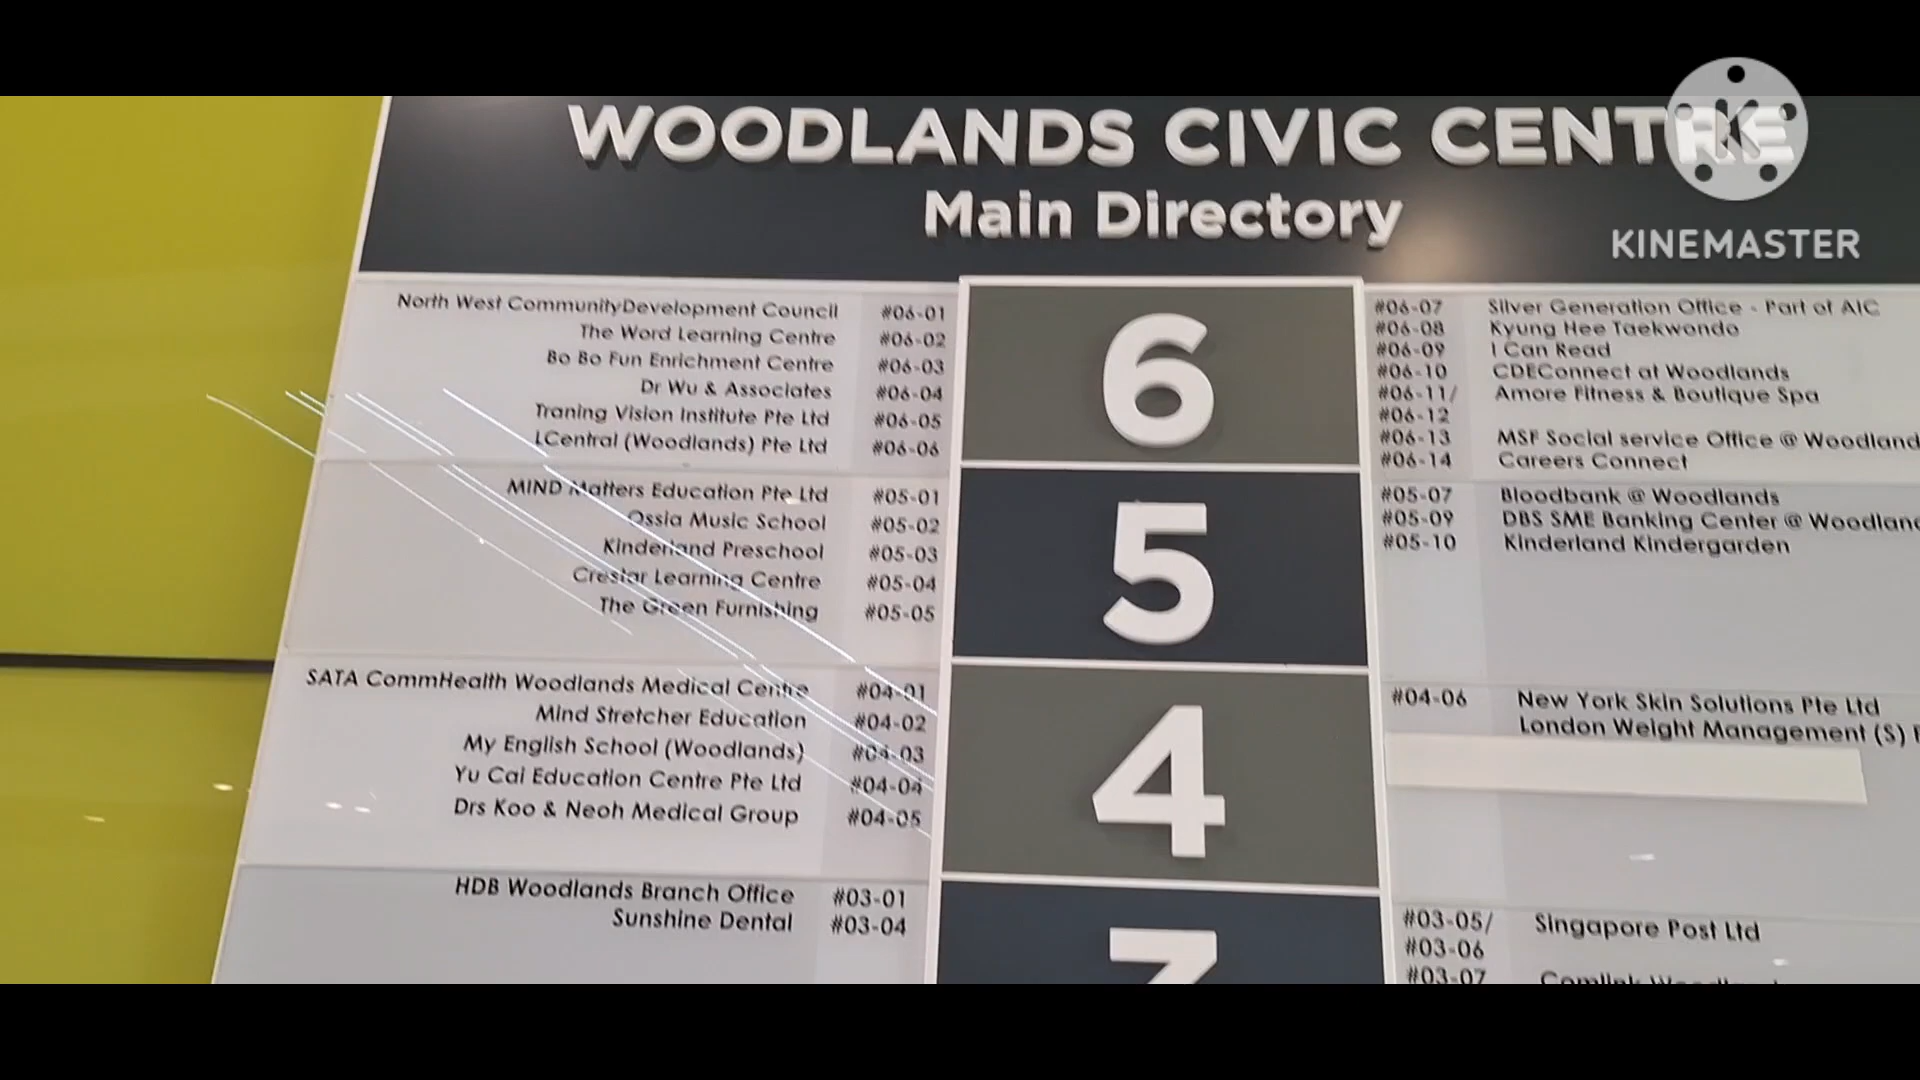 WOODLANDS CIVIC CENTRE
Main Directory
KINEMASTER
North West CommunityDevelopment Council #06-01
The Word Learning Centre #06-02
Bo Bo Fun Enrichment Centre #06-03
Dr Wu & Associates #06-04
Traning Vision Institute Pte Ltd #06-05
LCentral (Woodlands) Pte Ltd #06-06
6
#06-07 Silver Generation Office - Part of AIC
#06-08 Kyung Hee Taekwondo
#06-09 I Can Read
#06-10 CDEConnect at Woodlands
#06-11/ Amore Fitness & Boutique Spa
#06-12
#06-13 MSF Social service Office @ Woodland
#06-14 Careers Connect
MIND Matters Education Pte Ltd #05-01
Ossia Music School #05-02
Kinderland Preschool #05-03
Crestar Learning Centre #05-04
The Green Furnishing #05-05
5
#05-07 Bloodbank @ Woodlands
#05-09 DBS SME Banking Center @ Woodland
#05-10 Kinderland Kindergarden
SATA CommHealth Woodlands Medical Centre #04-01
Mind Stretcher Education #04-02
My English School (Woodlands) #04-03
Yu Cai Education Centre Pte Ltd #04-04
Drs Koo & Neoh Medical Group #04-05
4
#04-06 New York Skin Solutions Pte Ltd
London Weight Management (S)
HDB Woodlands Branch Office #03-01
Sunshine Dental #03-04
3
#03-05/ Singapore Post Ltd
#03-06
#03-07